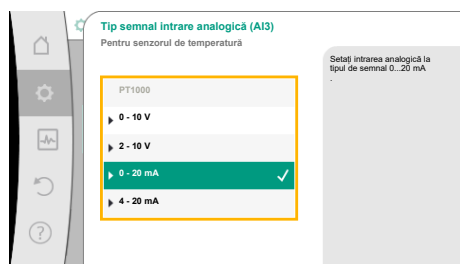 Tip semnal intrare analogică (AI3)
Pentru senzorul de temperatură
Setați intrarea analogică la
tipul de semnal 0...20 mA
.
PT1000
0 - 10 V
2 - 10 V
0 - 20 mA
4 - 20 mA
?